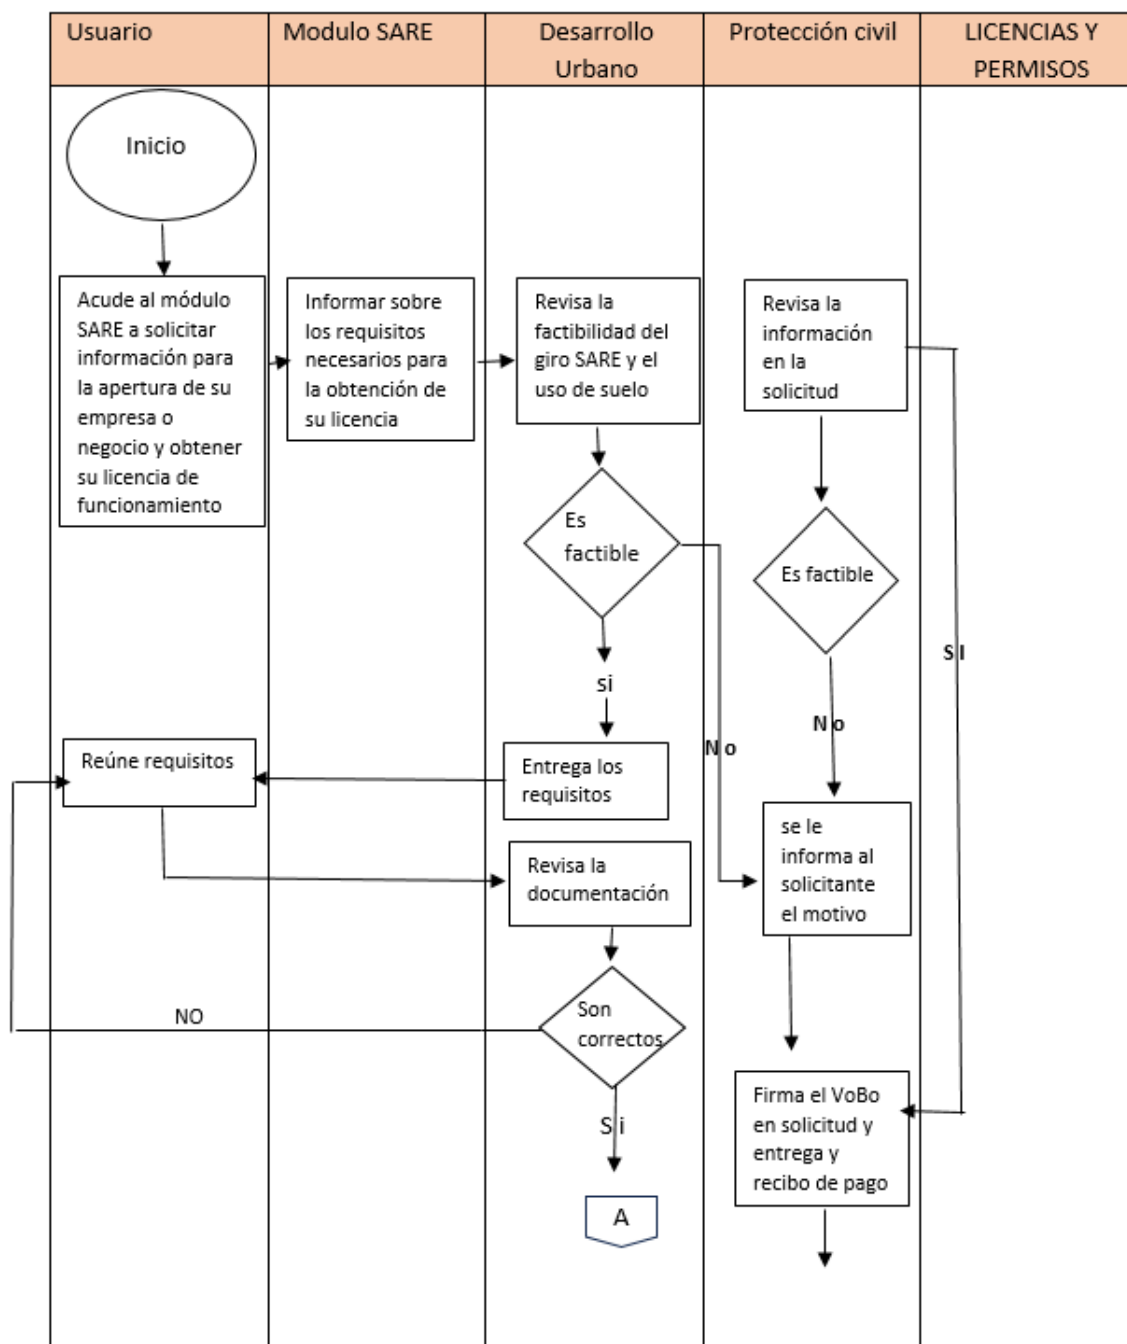 Usuario
Modulo SARE
Desarrollo
Urbano
Protección civil
LICENCIAS Y
PERMISOS
Inicio
Acude al módulo
SARE a solicitar
información para
la apertura de su
empresa o
negocio y obtener
su licencia de
funcionamiento
Informar sobre
los requisitos
necesarios para
la obtención de
su licencia
Revisa la
factibilidad del
giro SARE y el
uso de suelo
Revisa la
información
en la
solicitud
Es
factible
Es factible
si
S I
N o
N o
Reúne requisitos
Entrega los
requisitos
se le
informa al
solicitante
el motivo
Revisa la
documentación
Son
correctos
NO
S i
A
Firma el VoBo
en solicitud y
entrega y
recibo de pago